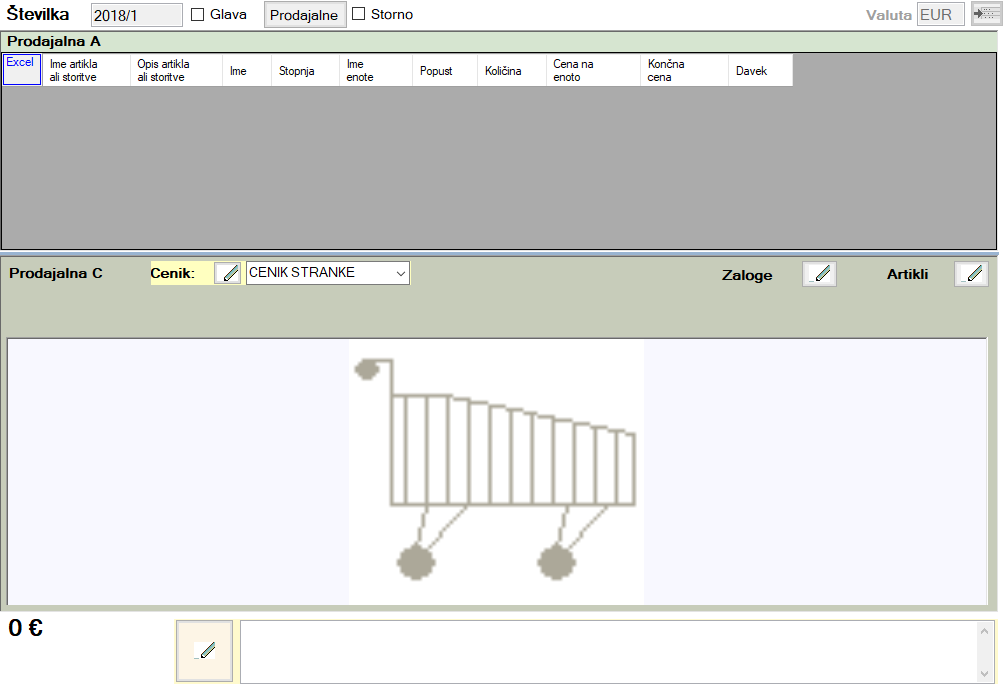 Številka 2018/1 Glava Prodajalne Storno Valuta EUR
Prodajalna A
Excel Ime artikla ali storitve Opis artikla ali storitve Ime Stopnja Ime enote Popust Količina Cena na enoto Končna cena Davek
Prodajalna C Cenik: CENIK STRANKE Zaloge Artikli
0 €